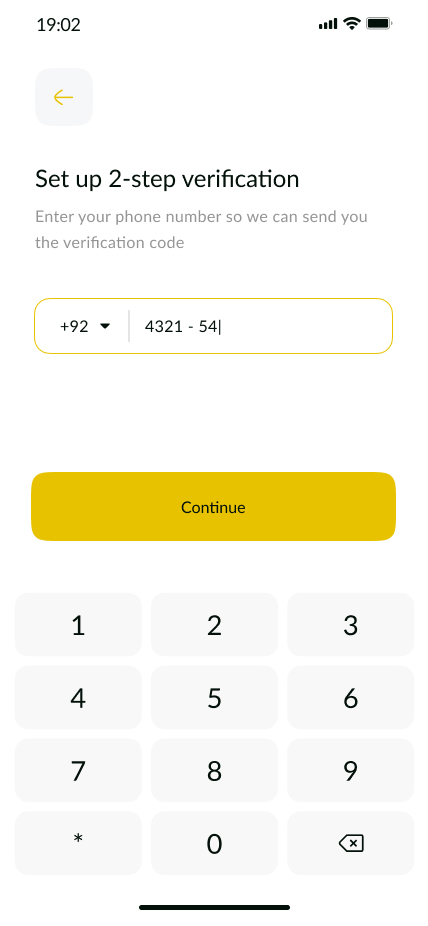 19:02
Set up 2-step verification
Enter your phone number so we can send you
the verification code
+92 4321 - 54|
Continue
1 2 3
4 5 6
7 8 9
* 0